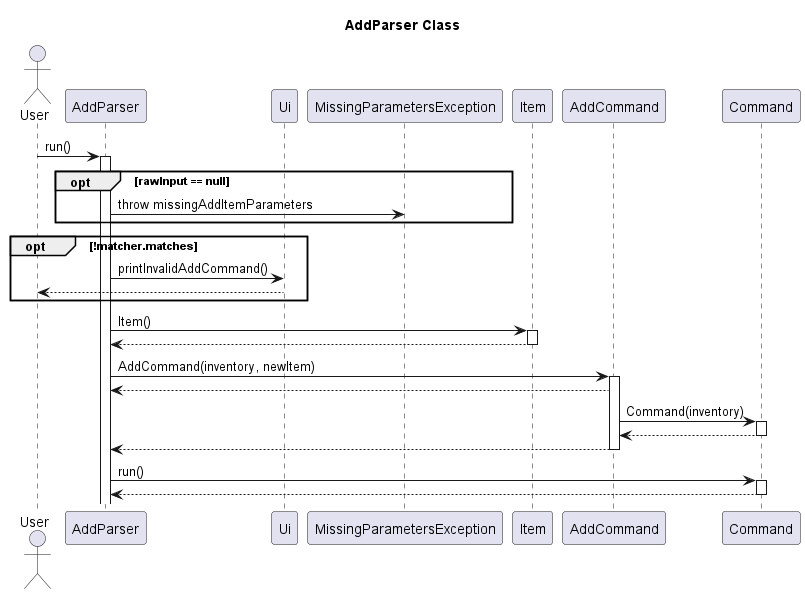 AddParser Class
User
AddParser
Ui
MissingParametersException
Item
AddCommand
Command
run()
opt
[rawInput == null]
throw missingAddItemParameters
opt
[!matcher.matches]
printInvalidAddCommand()
Item()
AddCommand(inventory, newItem)
Command(inventory)
run()
User
AddParser
Ui
MissingParametersException
Item
AddCommand
Command